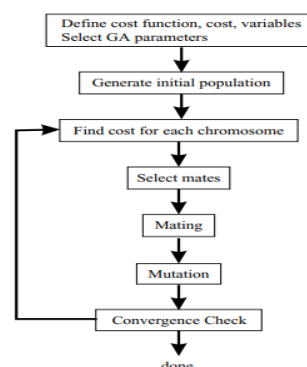 Define cost function, cost, variables
Select GA parameters
Generate initial population
Find cost for each chromosome
Select mates
Mating
Mutation
Convergence Check
done